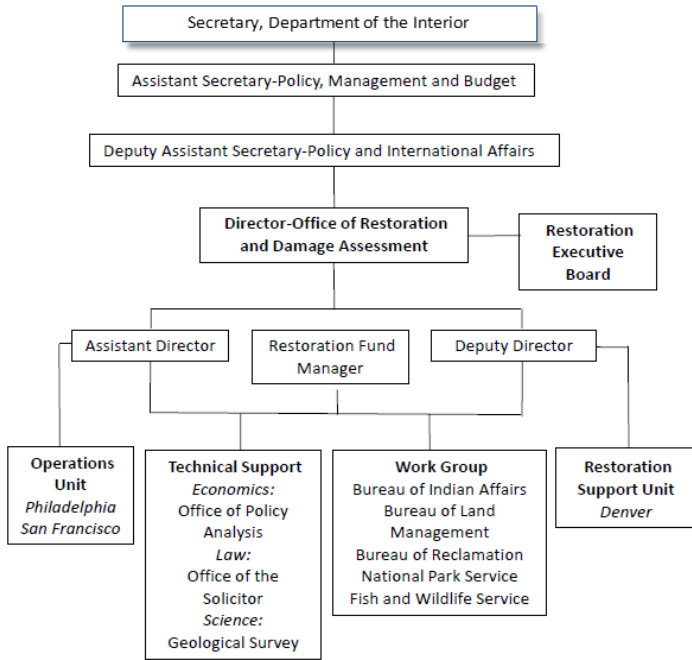 Secretary, Department of the Interior
Assistant Secretary-Policy, Management and Budget
Deputy Assistant Secretary-Policy and International Affairs
Director-Office of Restoration
and Damage Assessment
Restoration
Executive
Board
Assistant Director
Restoration Fund
Manager
Deputy Director
Operations
Unit
Philadelphia
San Francisco
Technical Support
Economics:
Office of Policy
Analysis
Law:
Office of the
Solicitor
Science:
Geological Survey
Work Group
Bureau of Indian Affairs
Bureau of Land
Management
Bureau of Reclamation
National Park Service
Fish and Wildlife Service
Restoration
Support Unit
Denver